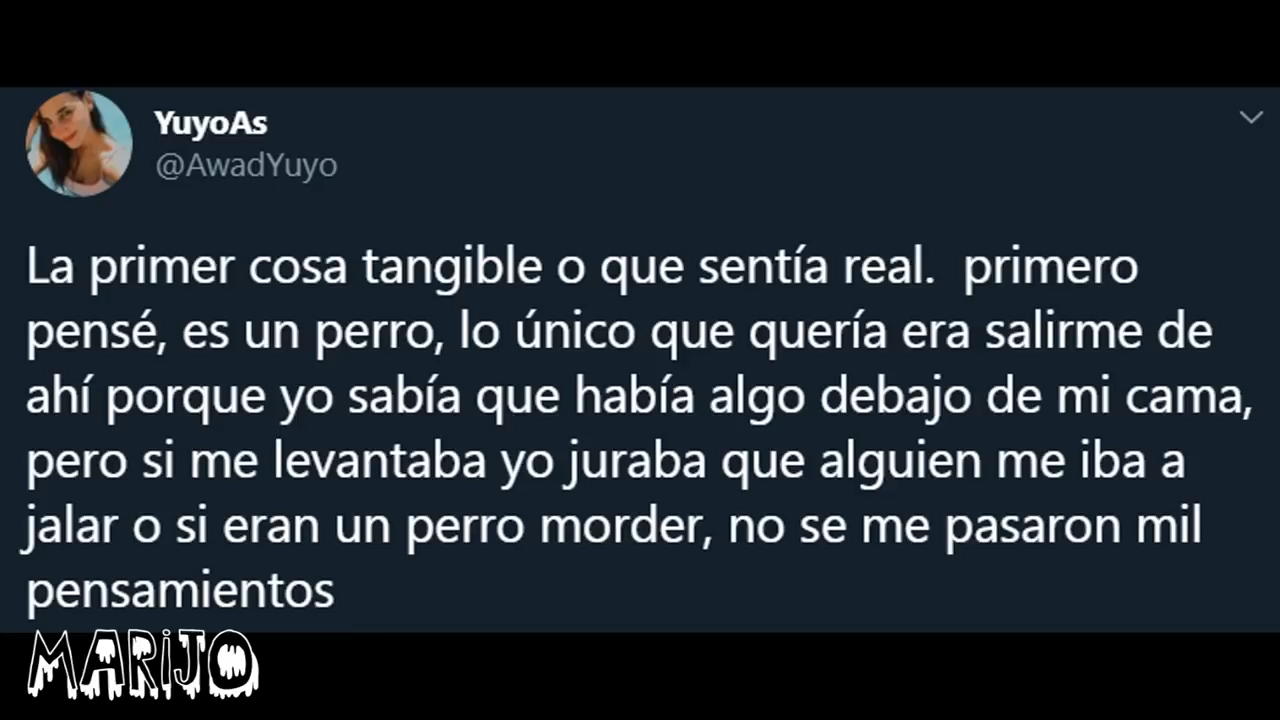 YuyoAs
@AwadYuyo
La primer cosa tangible o que sentía real.  primero
pensé, es un perro, lo único que quería era salirme de
ahí porque yo sabía que había algo debajo de mi cama,
pero si me levantaba yo juraba que alguien me iba a
jalar o si eran un perro morder, no se me pasaron mil
pensamientos
MARiJO